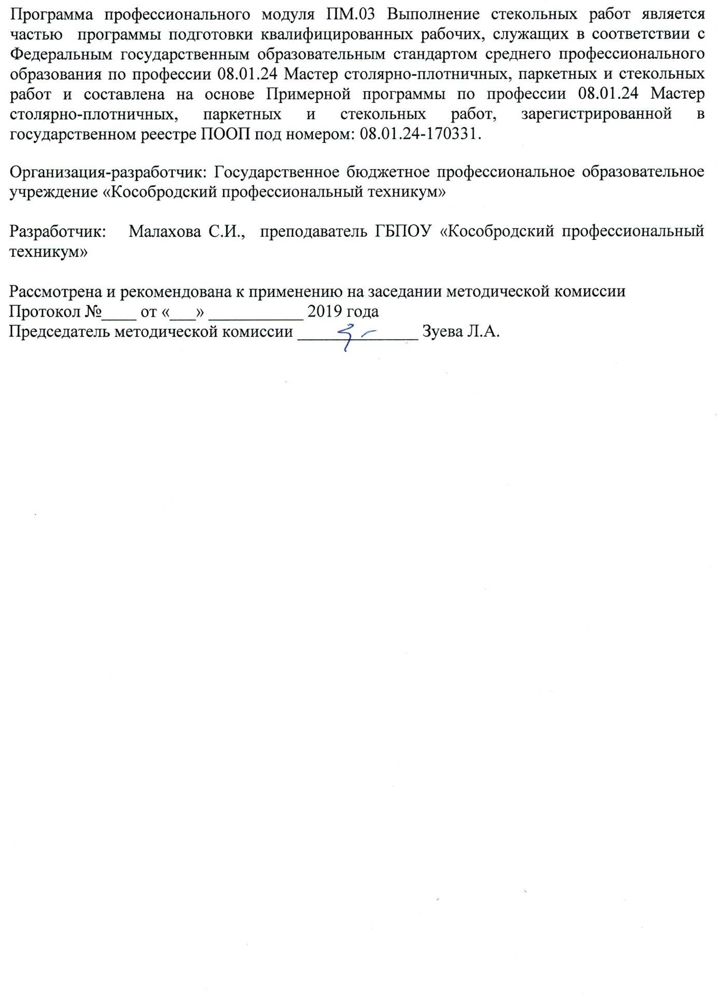 Программа профессионального модуля ПМ.03 Выполнение стекольных работ является
частью программы подготовки квалифицированных рабочих, служащих в соответствии с
Федеральным государственным образовательным стандартом среднего профессионального
образования по профессии 08.01.24 Мастер столярно-плотничных, паркетных и стекольных
работ и составлена на основе Примерной программы по профессии 08.01.24 Мастер
столярно-плотничных, паркетных и стекольных работ, зарегистрированной в
государственном реестре ПООП под номером: 08.01.24-170331.
Организация-разработчик: Государственное бюджетное профессиональное образовательное
учреждение «Кособродский профессиональный техникум»
Разработчик: Малахова С.И., преподаватель ГБПОУ «Кособродский профессиональный
техникум»
Рассмотрена и рекомендована к применению на заседании методической комиссии
Протокол №____ от «___» ___________ 2019 года
Председатель методической комиссии ______________ Зуева Л.А.